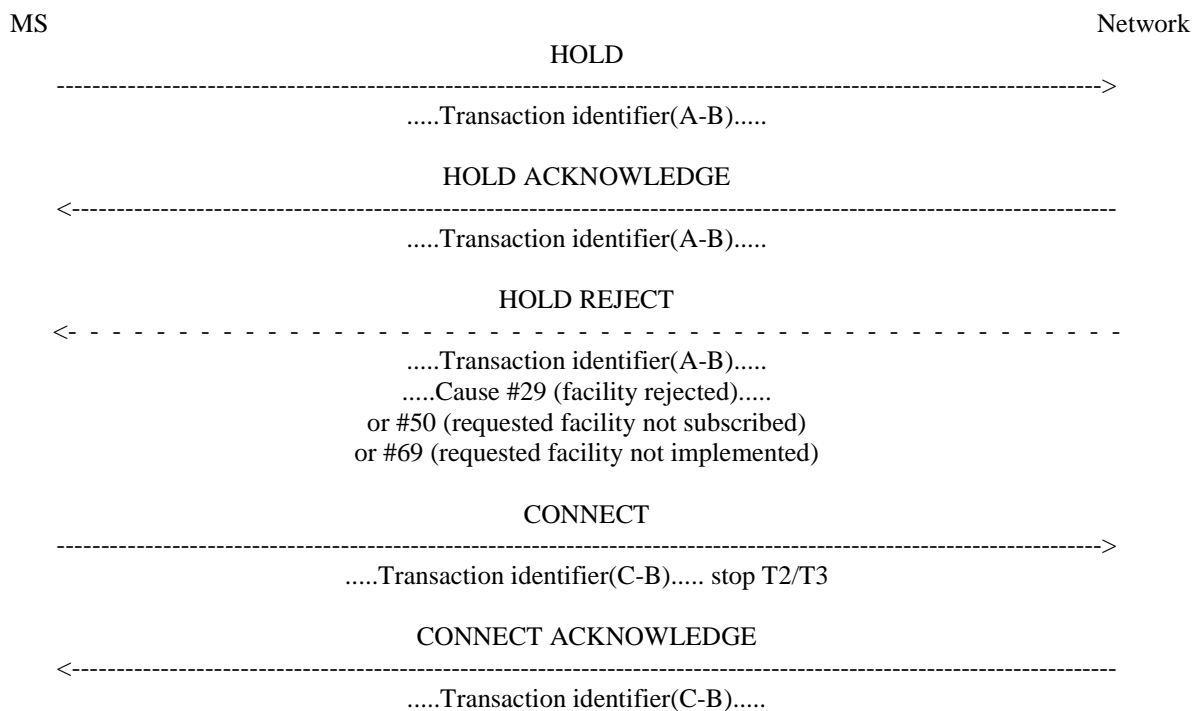 MS Network
HOLD
----------------------------------------------------------------------------------------------------------------------->
.....Transaction identifier(A-B).....
HOLD ACKNOWLEDGE
<-----------------------------------------------------------------------------------------------------------------------
.....Transaction identifier(A-B).....
HOLD REJECT
<- - - - - - - - - - - - - - - - - - - - - - - - - - - - - - - - - - - - - - - - - - - - - - - -
.....Transaction identifier(A-B).....
.....Cause #29 (facility rejected).....
or #50 (requested facility not subscribed)
or #69 (requested facility not implemented)
CONNECT
----------------------------------------------------------------------------------------------------------------------->
.....Transaction identifier(C-B)..... stop T2/T3
CONNECT ACKNOWLEDGE
<-----------------------------------------------------------------------------------------------------------------------
.....Transaction identifier(C-B).....